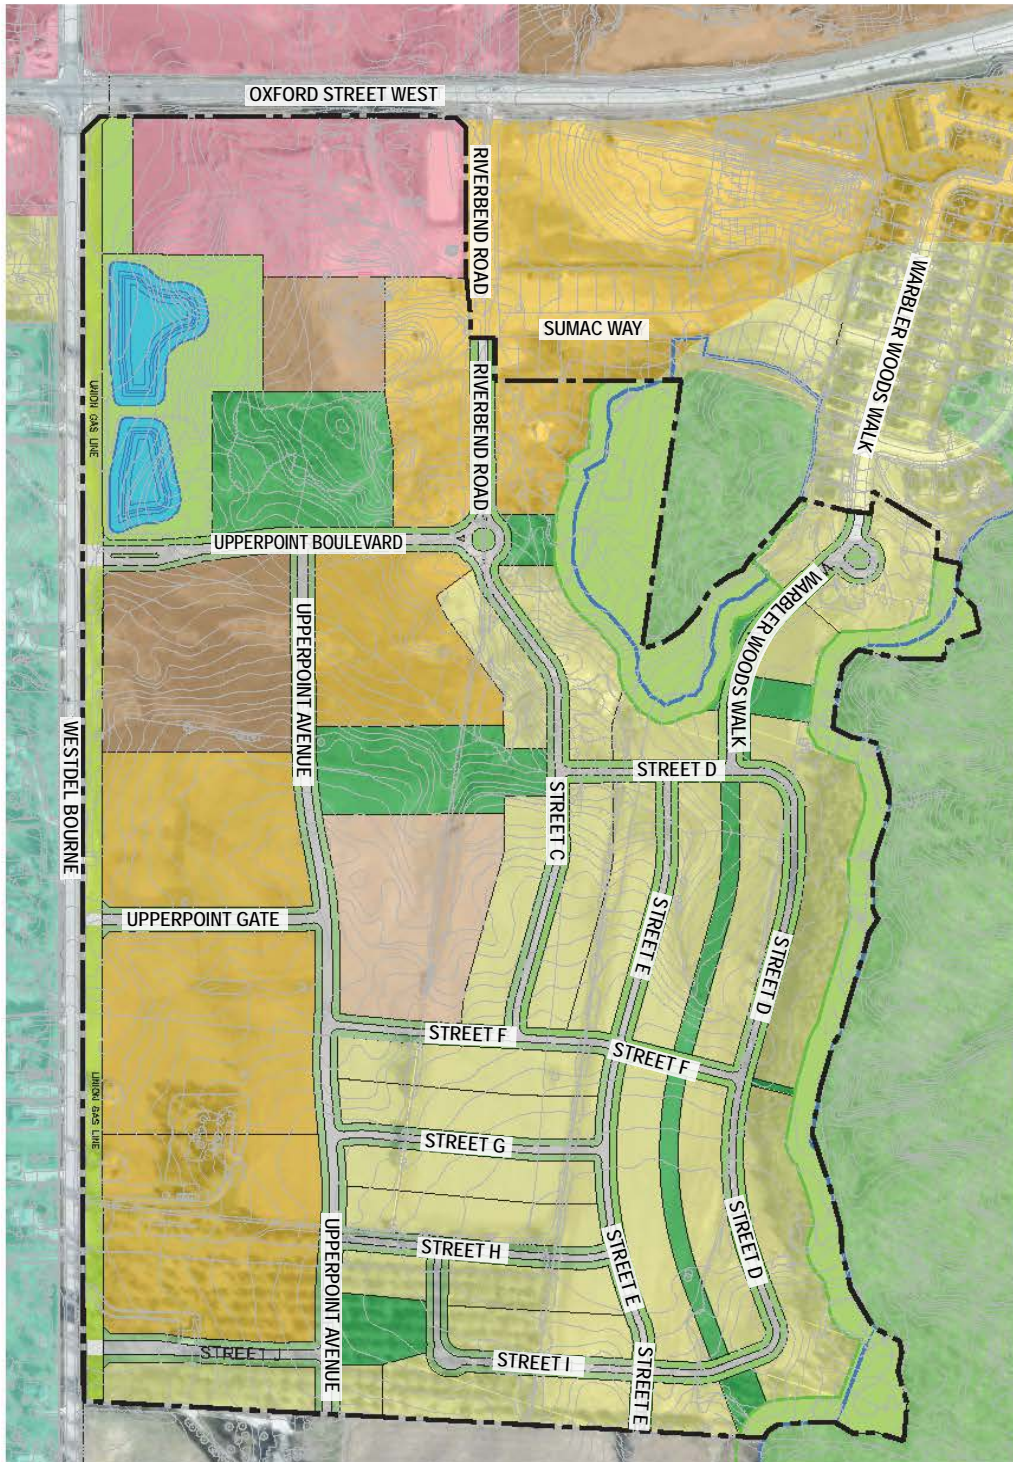 OXFORD STREET WEST
RIVERBEND ROAD
SUMAC WAY
WARBLER WOODS WALK
UNION GAS LINE
RIVERBEND ROAD
UPPERPOINT BOULEVARD
WARBLER WOODS WALK
UPPERPOINT AVENUE
WESTDEL BOURNE
STREET D
STREET C
UPPERPOINT GATE
STREET E
STREET D
STREET F
STREET F
UNION GAS LINE
STREET G
STREET H
STREET E
STREET D
UPPERPOINT AVENUE
STREET J
STREET I
STREET E